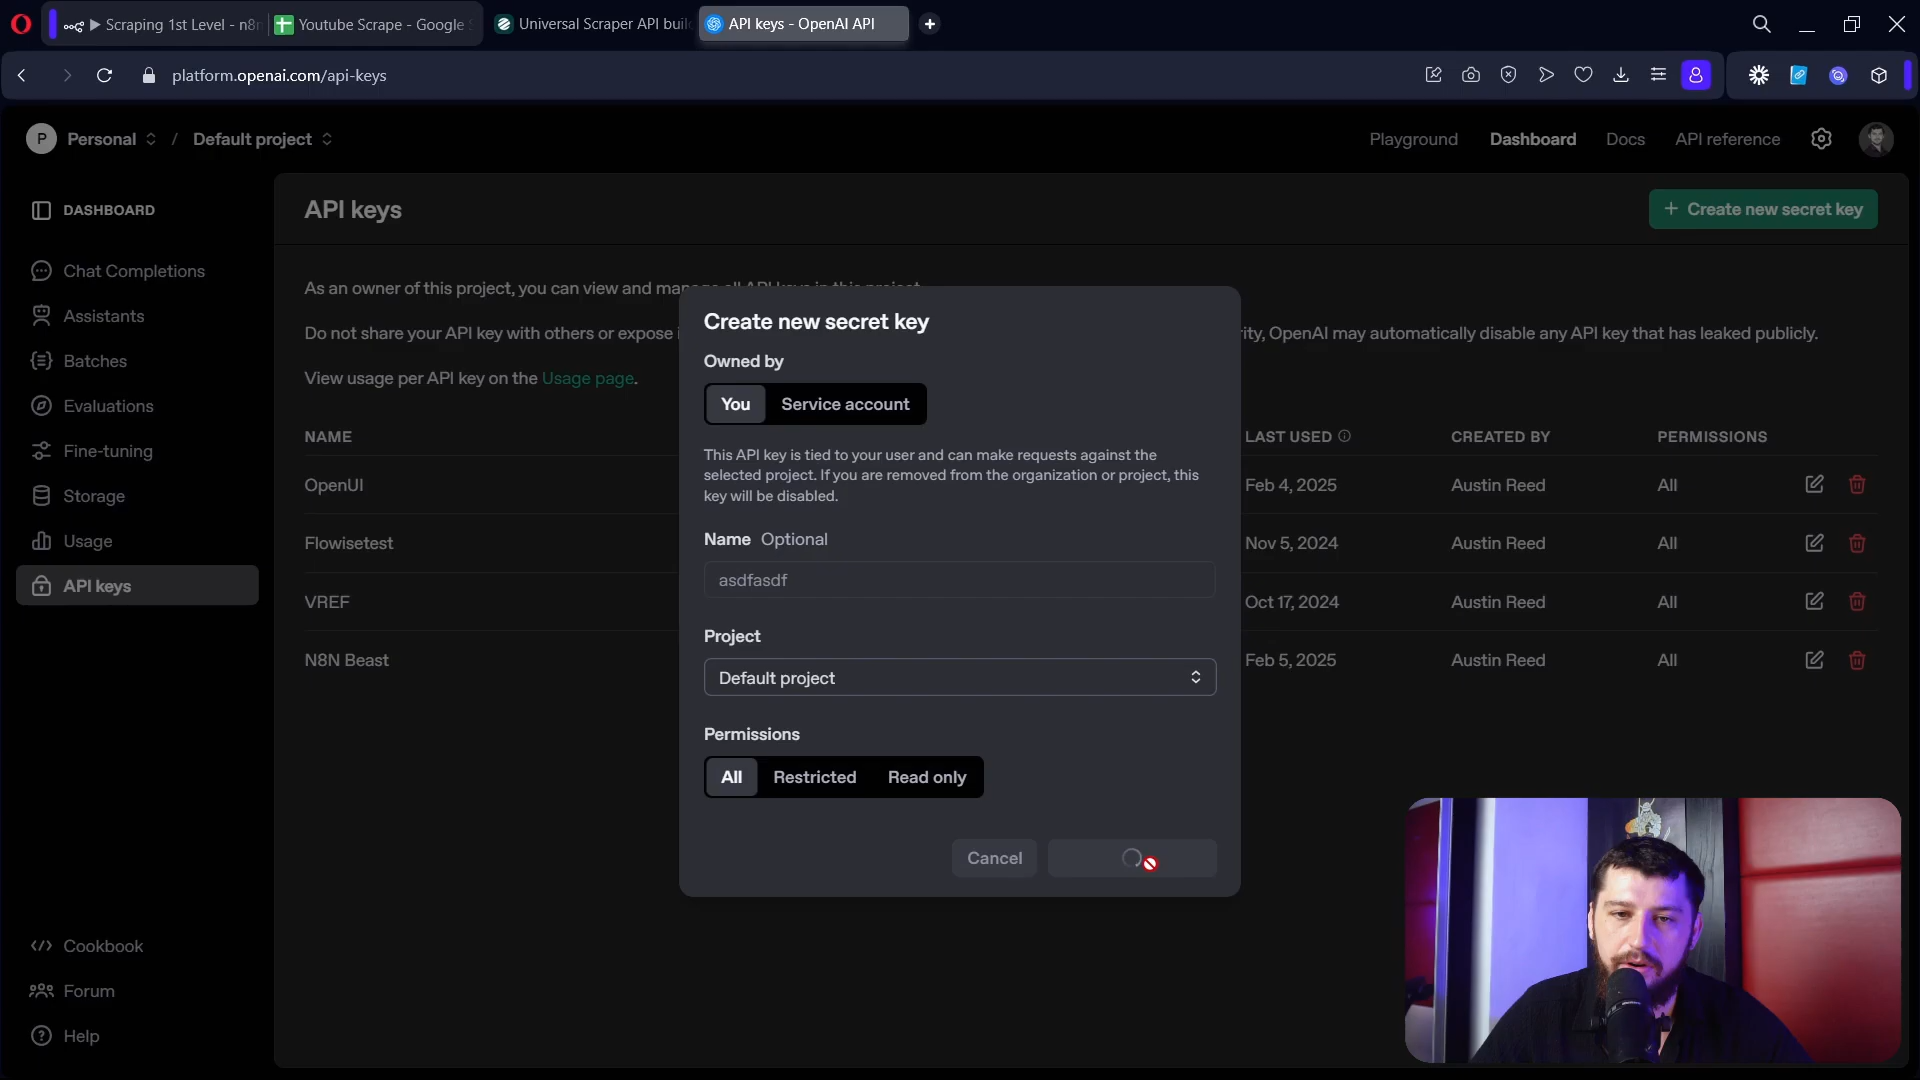 Scraping 1st Level - n8n
Youtube Scrape - Google S
Universal Scraper API buil
API keys - OpenAI API
platform.openai.com/api-keys
P Personal / Default project
Playground Dashboard Docs API reference
DASHBOARD
Chat Completions
Assistants
Batches
Evaluations
Fine-tuning
Storage
Usage
API keys
Cookbook
Forum
Help
API keys
+ Create new secret key
As an owner of this project, you can view and manage all API keys in this project.
Do not share your API key with others or expose i
rity, OpenAI may automatically disable any API key that has leaked publicly.
View usage per API key on the Usage page.
NAME LAST USED CREATED BY PERMISSIONS
OpenUI Feb 4, 2025 Austin Reed All
Flowisetest Nov 5, 2024 Austin Reed All
VREF Oct 17, 2024 Austin Reed All
N8N Beast Feb 5, 2025 Austin Reed All
Create new secret key
Owned by
You Service account
This API key is tied to your user and can make requests against the
selected project. If you are removed from the organization or project, this
key will be disabled.
Name Optional
asdfasdf
Project
Default project
Permissions
All Restricted Read only
Cancel